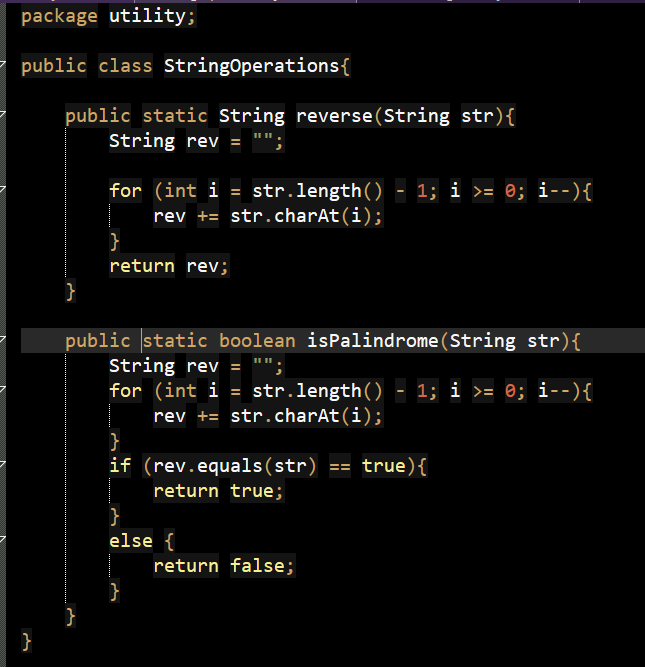 package utility;
public class StringOperations{
public static String reverse(String str){
String rev = "";
for (int i = str.length() - 1; i >= 0; i--){
rev += str.charAt(i);
}
return rev;
}
public static boolean isPalindrome(String str){
String rev = "";
for (int i = str.length() - 1; i >= 0; i--){
rev += str.charAt(i);
}
if (rev.equals(str) == true){
return true;
}
else {
return false;
}
}
}